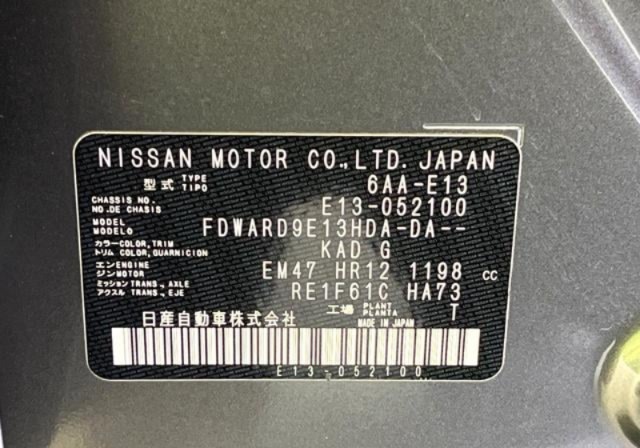 NISSAN MOTOR CO.,LTD. JAPAN
型式 TYPE TIPO 6AA-E13
CHASSIS NO. NO.DE CHASIS E13-052100
MODEL MODELO FDWARD9E13HDA-DA--
カラー COLOR,TRIM トリム COLOR,GUARNICION KAD G
エンジン ENGINE MOTOR EM47 HR12 1198 cc
ミッション TRANS.,AXLE アクスル TRANS.,EJE RE1F61C HA73
工場 PLANT PLANTA T
日産自動車株式会社 MADE IN JAPAN
E13-052100